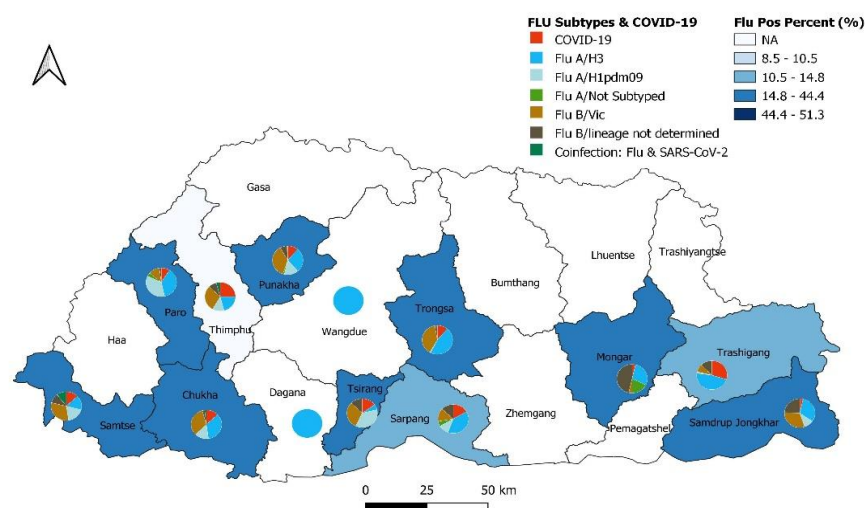 FLU Subtypes & COVID-19
COVID-19
Flu A/H3
Flu A/H1pdm09
Flu A/Not Subtyped
Flu B/Vic
Flu B/lineage not determined
Coinfection: Flu & SARS-CoV-2
Flu Pos Percent (%)
NA
8.5 - 10.5
10.5 - 14.8
14.8 - 44.4
44.4 - 51.3
Gasa
Punakha
Lhuentse
Trashiyangtse
Bumthang
Paro
Thimphu
Wangdue
Trongsa
Haa
Mongar
Trashigang
Chukha
Dagana
Tsirang
Sarpang
Zhemgang
Samtse
Pemagatshel
Samdrup Jongkhar
0 25 50 km